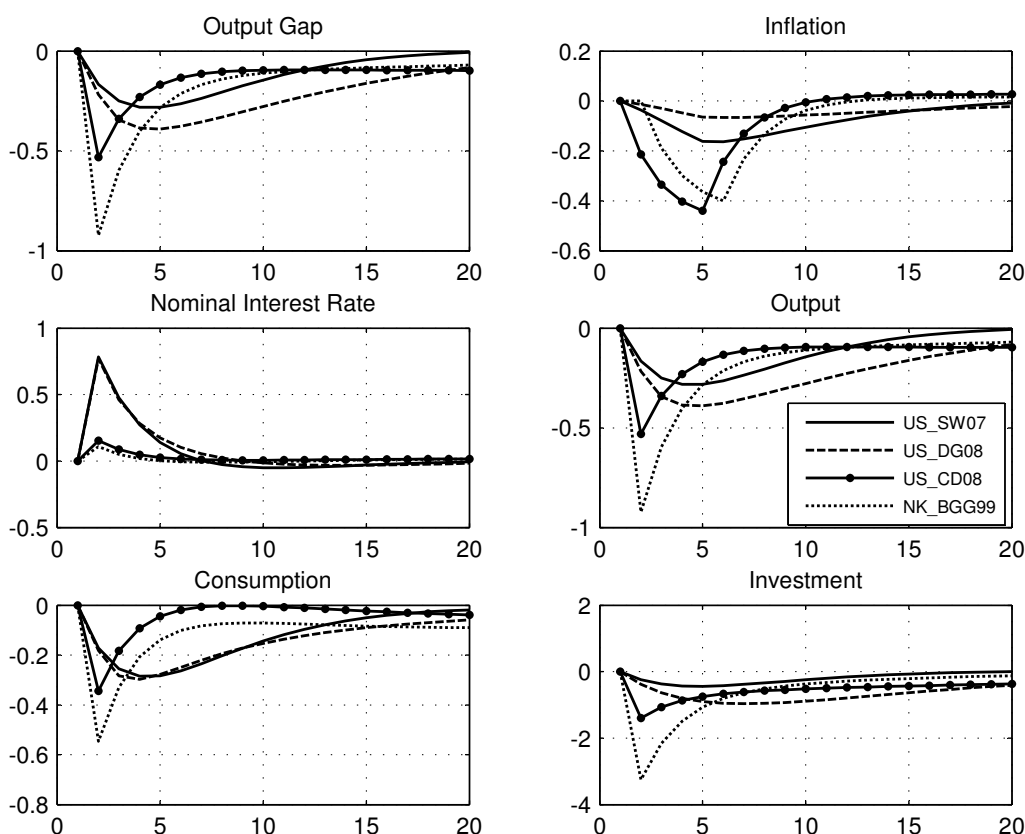 Output Gap
0
-0.5
-1
0 5 10 15 20
Inflation
0.2
0
-0.2
-0.4
-0.6
0 5 10 15 20
Nominal Interest Rate
1
0.5
0
-0.5
0 5 10 15 20
Output
0
-0.5
-1
0 5 10 15 20
US_SW07
US_DG08
US_CD08
NK_BGG99
Consumption
0
-0.2
-0.4
-0.6
-0.8
0 5 10 15 20
Investment
2
0
-2
-4
0 5 10 15 20